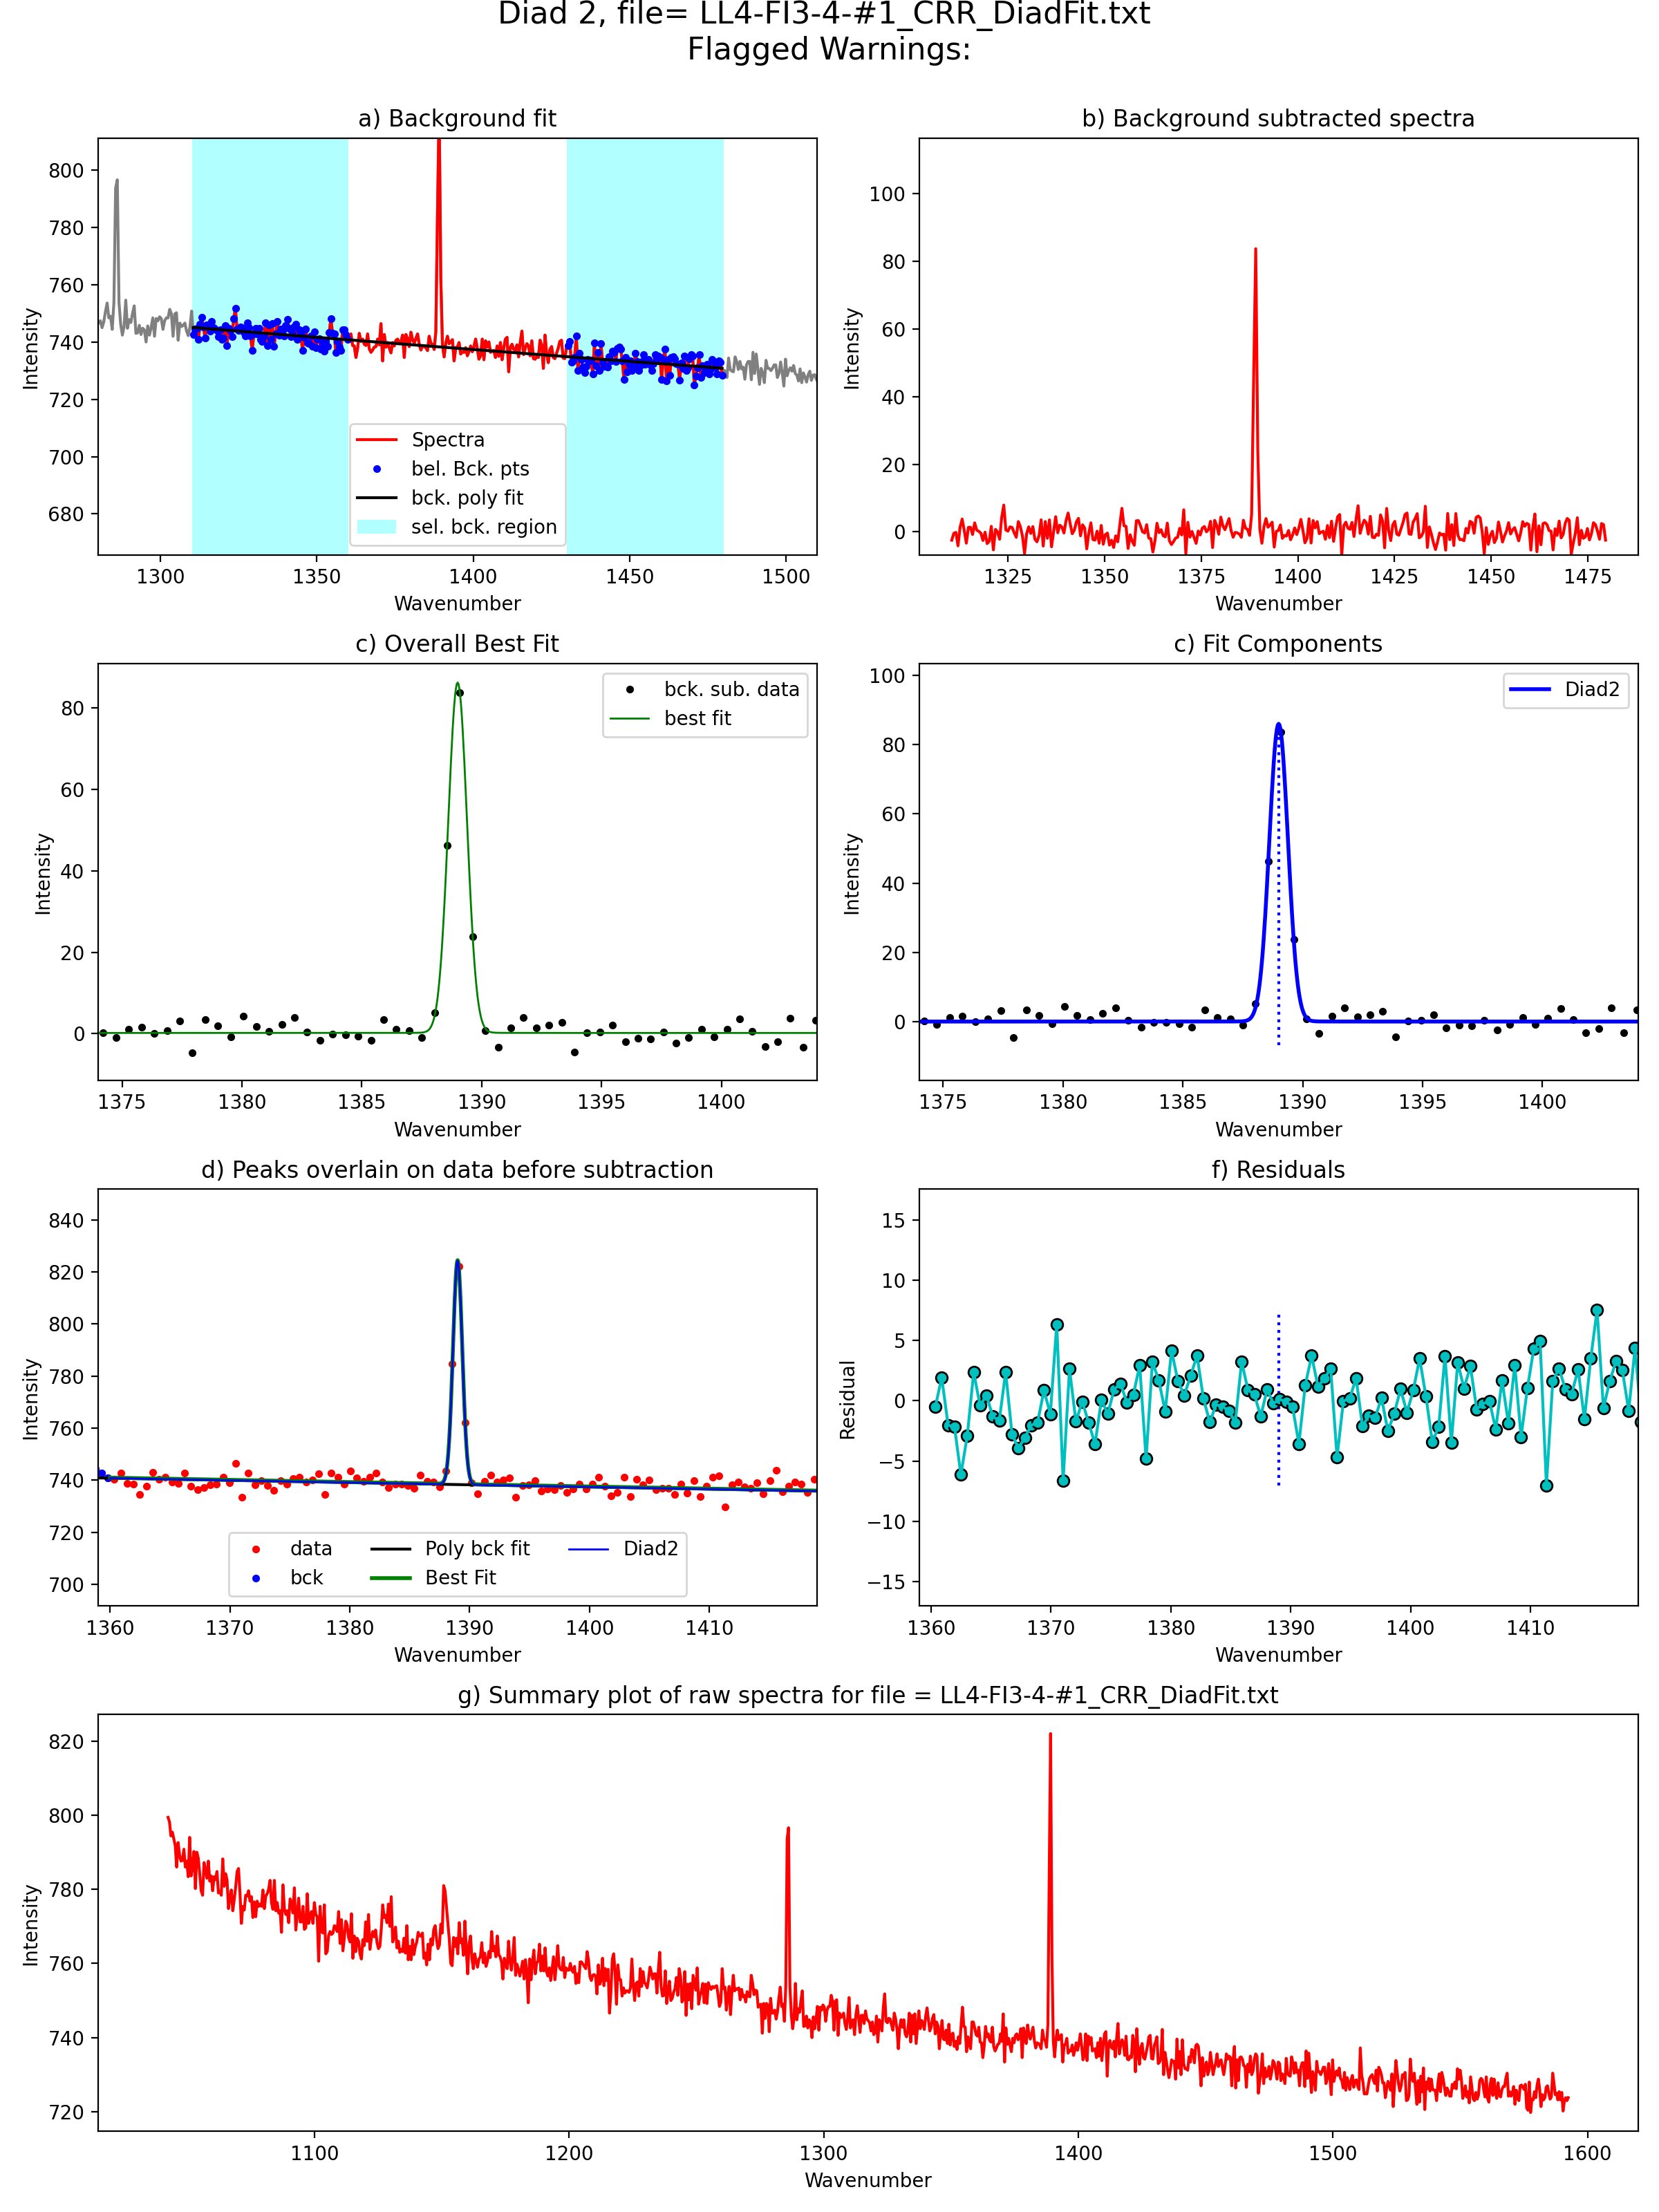 Diad 2, file= LL4-FI3-4-#1_CRR_DiadFit.txt
Flagged Warnings:
a) Background fit
800
780
760
740
720
700
680
Intensity
Spectra
bel. Bck. pts
bck. poly fit
sel. bck. region
1300 1350 1400 1450 1500
Wavenumber
b) Background subtracted spectra
100
80
60
40
20
0
Intensity
1325 1350 1375 1400 1425 1450 1475
Wavenumber
c) Overall Best Fit
80
60
40
20
0
Intensity
bck. sub. data
best fit
1375 1380 1385 1390 1395 1400
Wavenumber
c) Fit Components
100
80
60
40
20
0
Intensity
Diad2
1375 1380 1385 1390 1395 1400
Wavenumber
d) Peaks overlain on data before subtraction
840
820
800
780
760
740
720
700
Intensity
data
bck
Poly bck fit
Best Fit
Diad2
1360 1370 1380 1390 1400 1410
Wavenumber
f) Residuals
15
10
5
0
−5
−10
−15
Residual
1360 1370 1380 1390 1400 1410
Wavenumber
g) Summary plot of raw spectra for file = LL4-FI3-4-#1_CRR_DiadFit.txt
820
800
780
760
740
720
Intensity
1100 1200 1300 1400 1500 1600
Wavenumber